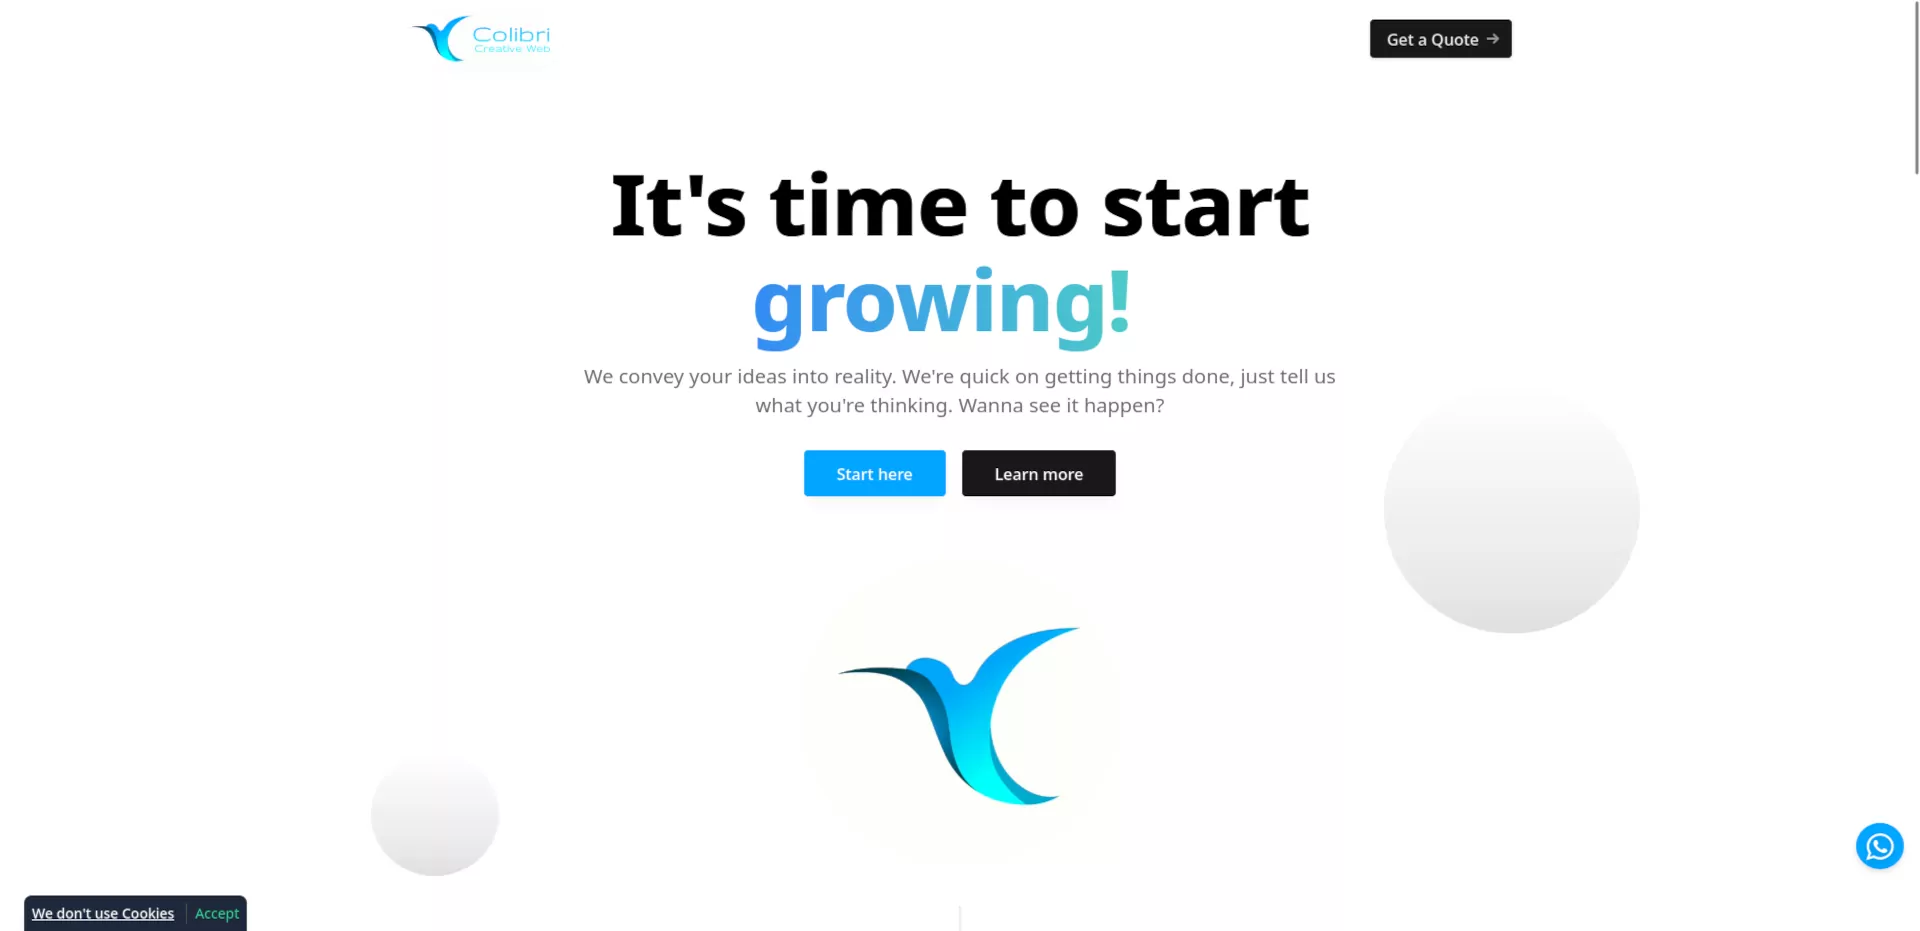 Colibri
Creative Web
Get a Quote
It's time to start
growing!
We convey your ideas into reality. We're quick on getting things done, just tell us
what you're thinking. Wanna see it happen?
Start here
Learn more
We don't use Cookies
Accept